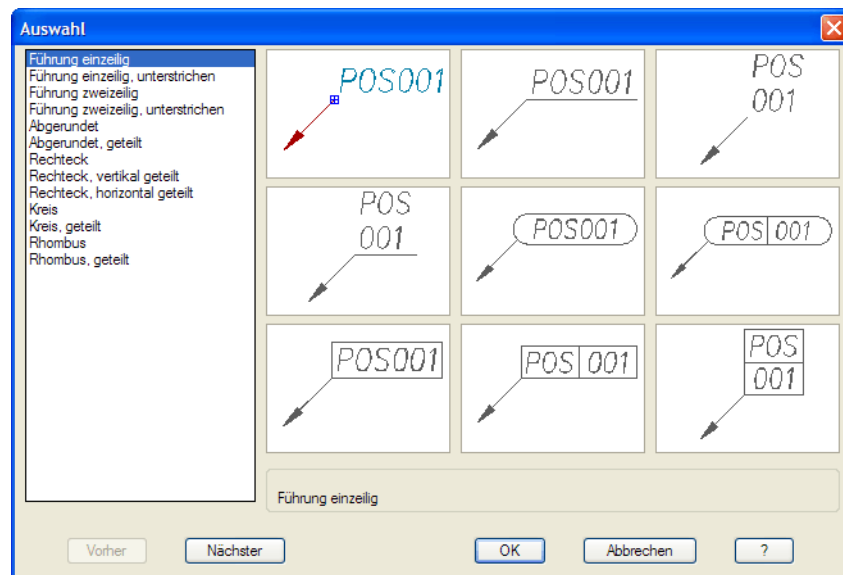 Auswahl
Führung einzeilig
Führung einzeilig, unterstrichen
Führung zweizeilig
Führung zweizeilig, unterstrichen
Abgerundet
Abgerundet, geteilt
Rechteck
Rechteck, vertikal geteilt
Rechteck, horizontal geteilt
Kreis
Kreis, geteilt
Rhombus
Rhombus, geteilt
POS001
POS001
POS
001
POS
001
POS001
POS 001
POS001
POS 001
POS
001
Führung einzeilig
Vorher
Nächster
OK
Abbrechen
?